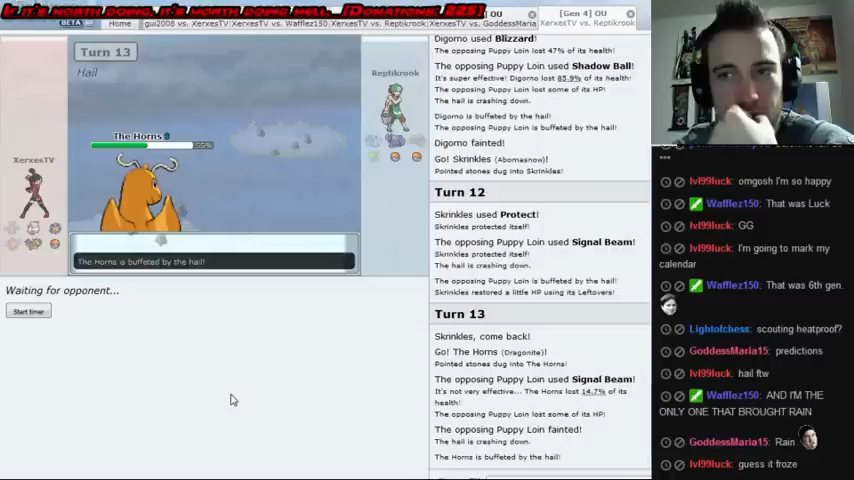 If it's worth doing, it's worth doing well. [Donations: 225]
BETA
Home
gui2008 vs. XerxesTV
XerxesTV vs. Wafflez150
XerxesTV vs. Reptikrook
XerxesTV vs. GoddessMaria
OU
[Gen 4] OU
XerxesTV vs. Reptikrook
Turn 13
Hail
Reptikrook
The Horns
55%
XerxesTV
The Horns is buffeted by the hail!
Waiting for opponent...
Start timer
Digorno used Blizzard!
The opposing Puppy Loin lost 47% of its health!
The opposing Puppy Loin used Shadow Ball!
It's super effective! Digorno lost 85.9% of its health!
The opposing Puppy Loin lost some of its HP!
The hail is crashing down.
Digorno is buffeted by the hail!
The opposing Puppy Loin is buffeted by the hail!
Digorno fainted!
Go! Skrinkles (Abomasnow)!
Pointed stones dug into Skrinkles!
Turn 12
Skrinkles used Protect!
Skrinkles protected itself!
The opposing Puppy Loin used Signal Beam!
Skrinkles protected itself!
The hail is crashing down.
The opposing Puppy Loin is buffeted by the hail!
Skrinkles restored a little HP using its Leftovers!
Turn 13
Skrinkles, come back!
Go! The Horns (Dragonite)!
Pointed stones dug into The Horns!
The opposing Puppy Loin used Signal Beam!
It's not very effective... The Horns lost 14.7% of its
health!
The opposing Puppy Loin lost some of its HP!
The opposing Puppy Loin fainted!
The hail is crashing down.
The Horns is buffeted by the hail!
***
lvl99luck: omgosh I'm so happy
Wafflez150: That was Luck
lvl99luck: GG
lvl99luck: I'm going to mark my
calendar
Wafflez150: That was 6th gen.
Lightofchess: scouting heatproof?
GoddessMaria15: predictions
lvl99luck: hail ftw
Wafflez150: AND I'M THE
ONLY ONE THAT BROUGHT RAIN
GoddessMaria15: Rain
lvl99luck: guess it froze